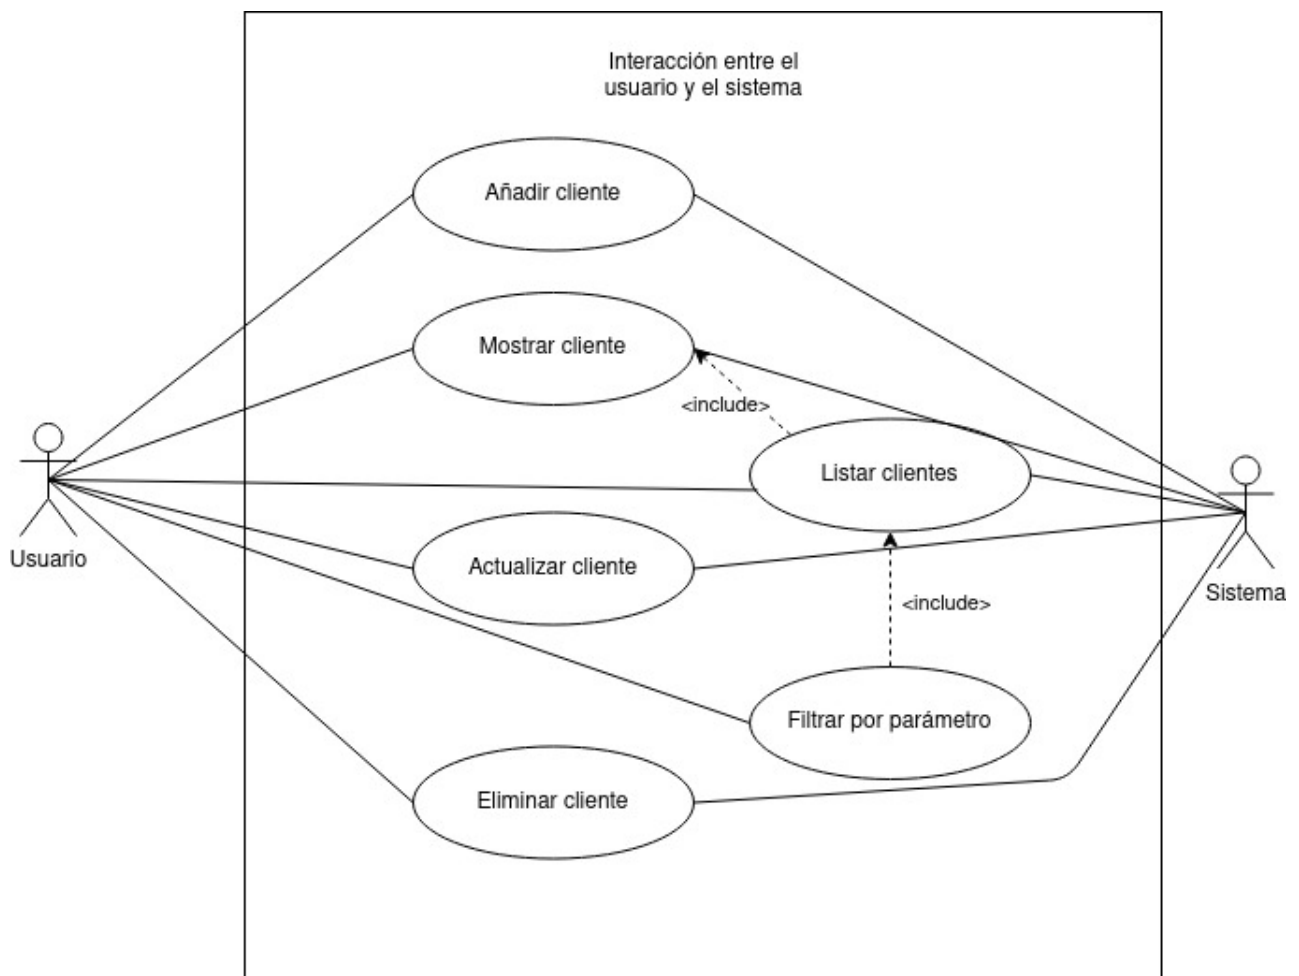 Interacción entre el
usuario y el sistema
Añadir cliente
Mostrar cliente
<include>
Listar clientes
Usuario
Actualizar cliente
Sistema
<include>
Filtrar por parámetro
Eliminar cliente